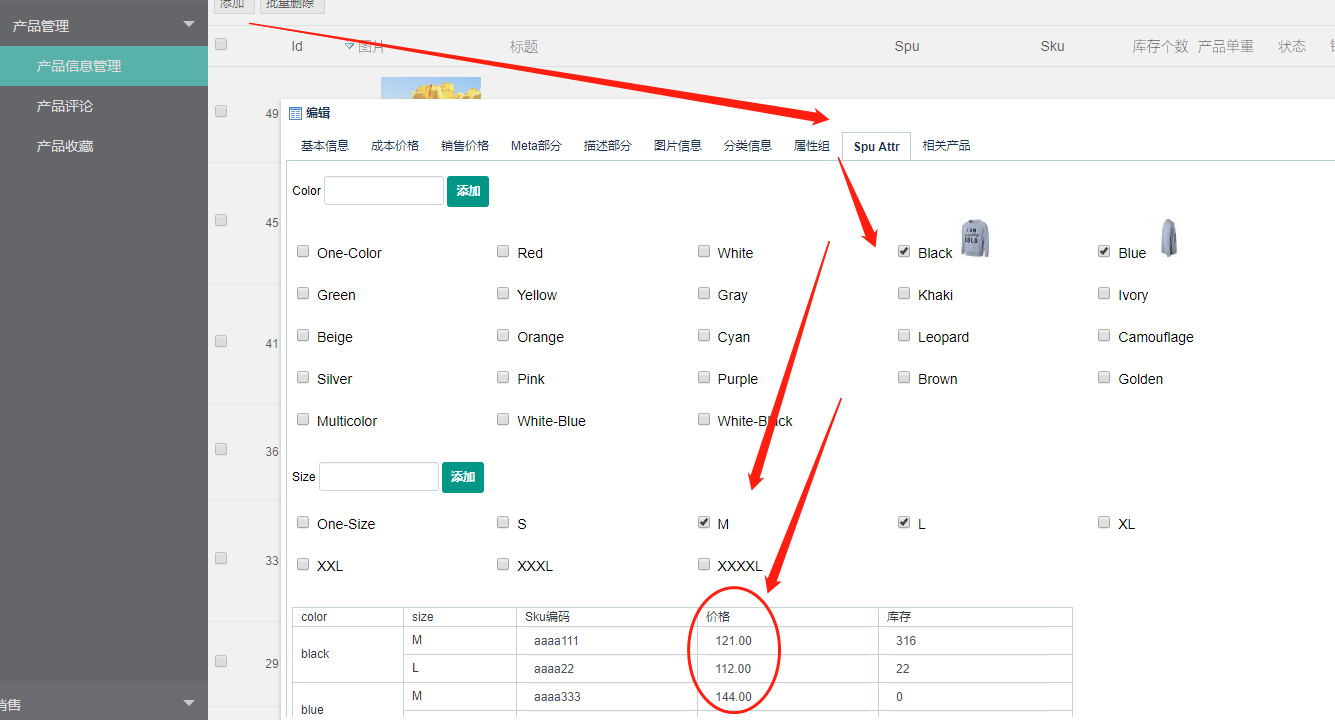 添加 批量删除
产品管理
产品信息管理
产品评论
产品收藏
销售
Id 图片 标题 Spu Sku 库存个数 产品单重 状态
49
45
41
36
33
29
编辑
基本信息 成本价格 销售价格 Meta部分 描述部分 图片信息 分类信息 属性组 Spu Attr 相关产品
Color 添加
One-Color Red White Black Blue
Green Yellow Gray Khaki Ivory
Beige Orange Cyan Leopard Camouflage
Silver Pink Purple Brown Golden
Multicolor White-Blue White-Black
Size 添加
One-Size S M L XL
XXL XXXL XXXXL
color size Sku编码 价格 库存
black M aaaa111 121.00 316
L aaaa22 112.00 22
blue M aaaa333 144.00 0